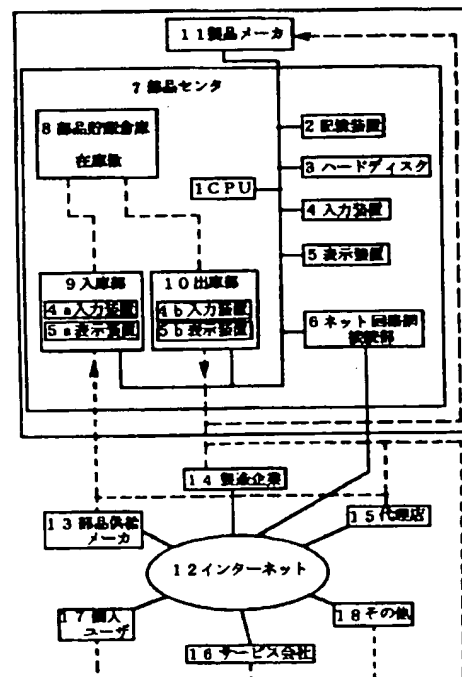 11製品メーカ
7部品センタ
8部品貯蔵倉庫
在庫数
2記憶装置
3ハードディスク
1CPU
4入力装置
5表示装置
9入庫部
4a入力装置
5a表示装置
10出庫部
4b入力装置
5b表示装置
6ネット回路網
接続部
14製造企業
13部品供給
メーカ
15代理店
12インターネット
17個人
ユーザ
18その他
16サービス会社